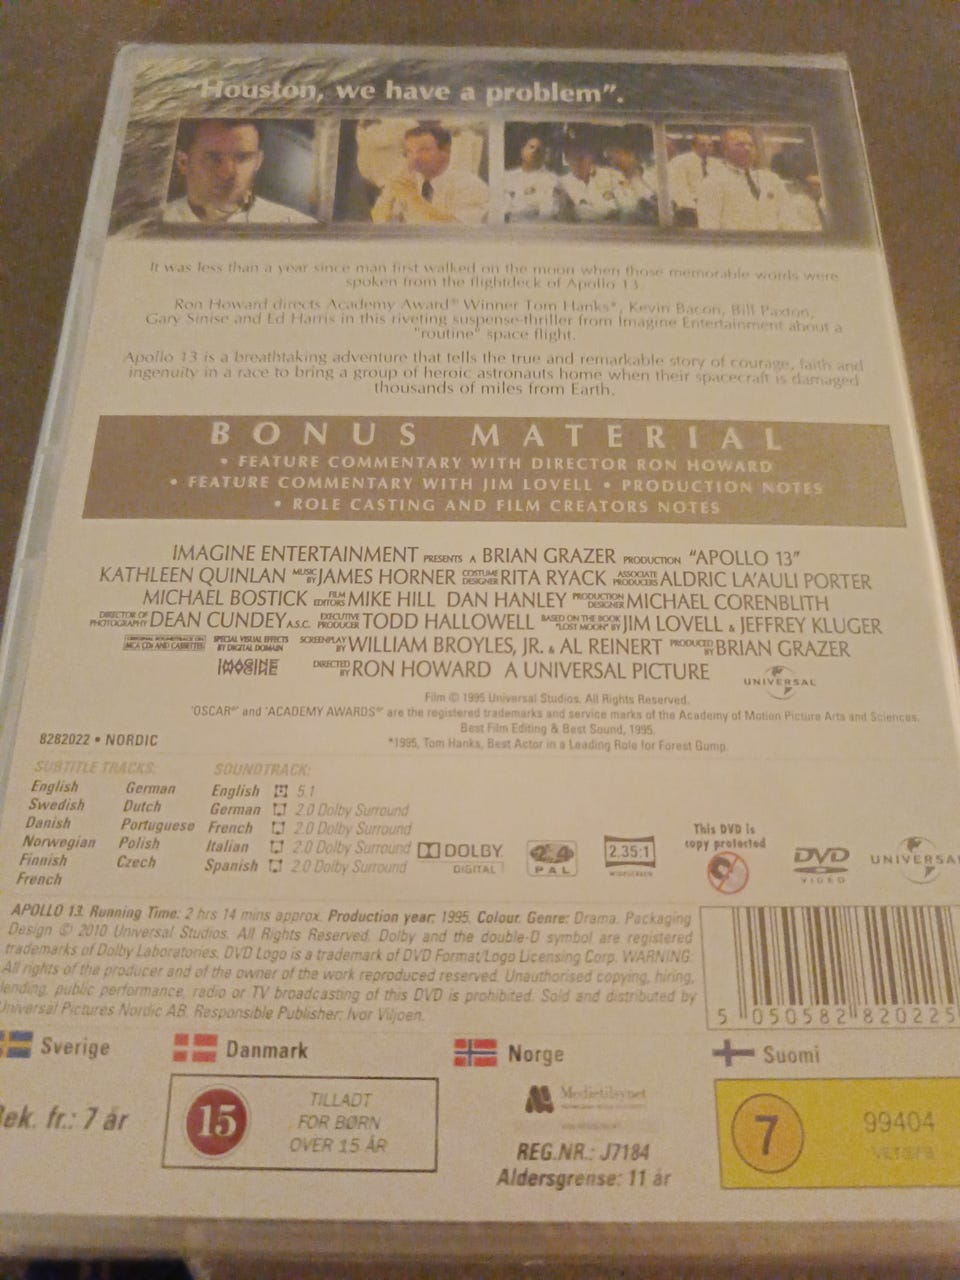 "Houston, we have a problem".
It was less than a year since man first walked on the moon when those memorable words were
spoken from the flightdeck of Apollo 13.
Ron Howard directs Academy Award® Winner Tom Hanks*, Kevin Bacon, Bill Paxton,
Gary Sinise and Ed Harris in this riveting suspense-thriller from Imagine Entertainment about a
"routine" space flight.
Apollo 13 is a breathtaking adventure that tells the true and remarkable story of courage, faith and
ingenuity in a race to bring a group of heroic astronauts home when their spacecraft is damaged
thousands of miles from Earth.
BONUS MATERIAL
• FEATURE COMMENTARY WITH DIRECTOR RON HOWARD
• FEATURE COMMENTARY WITH JIM LOVELL • PRODUCTION NOTES
• ROLE CASTING AND FILM CREATORS NOTES
IMAGINE ENTERTAINMENT PRESENTS A BRIAN GRAZER PRODUCTION "APOLLO 13"
KATHLEEN QUINLAN MUSIC BY JAMES HORNER COSTUME DESIGNER RITA RYACK ASSOCIATE PRODUCERS ALDRIC LA'AULI PORTER
MICHAEL BOSTICK FILM EDITORS MIKE HILL DAN HANLEY PRODUCTION DESIGNER MICHAEL CORENBLITH
DIRECTOR OF PHOTOGRAPHY DEAN CUNDEY A.S.C. EXECUTIVE PRODUCER TODD HALLOWELL BASED ON THE BOOK "LOST MOON" BY JIM LOVELL & JEFFREY KLUGER
ORIGINAL SOUNDTRACK ON MCA CDs AND CASSETTES SPECIAL VISUAL EFFECTS BY DIGITAL DOMAIN SCREENPLAY BY WILLIAM BROYLES, JR. & AL REINERT PRODUCED BY BRIAN GRAZER
IMAGINE DIRECTED BY RON HOWARD A UNIVERSAL PICTURE UNIVERSAL
Film © 1995 Universal Studios. All Rights Reserved.
'OSCAR®' and 'ACADEMY AWARDS®' are the registered trademarks and service marks of the Academy of Motion Picture Arts and Sciences.
Best Film Editing & Best Sound, 1995.
*1995, Tom Hanks, Best Actor in a Leading Role for Forest Gump.
8282022 • NORDIC
SUBTITLE TRACKS:
English
Swedish
Danish
Norwegian
Finnish
French
German
Dutch
Portuguese
Polish
Czech
SOUNDTRACK:
English 5.1
German 2.0 Dolby Surround
French 2.0 Dolby Surround
Italian 2.0 Dolby Surround
Spanish 2.0 Dolby Surround
DOLBY
DIGITAL
2 4
PAL
2.35:1
WIDESCREEN
This DVD is
copy protected
DVD
VIDEO
UNIVERSAL
APOLLO 13. Running Time: 2 hrs 14 mins approx. Production year: 1995. Colour. Genre: Drama. Packaging
Design © 2010 Universal Studios. All Rights Reserved. Dolby and the double-D symbol are registered
trademarks of Dolby Laboratories. DVD Logo is a trademark of DVD Format/Logo Licensing Corp. WARNING:
All rights of the producer and of the owner of the work reproduced reserved. Unauthorised copying, hiring,
lending, public performance, radio or TV broadcasting of this DVD is prohibited. Sold and distributed by
Universal Pictures Nordic AB. Responsible Publisher: Ivor Viljoen.
5 050582 820225
Sverige
Bek. fr.: 7 år
Danmark
15
TILLADT
FOR BØRN
OVER 15 ÅR
Norge
Medietilsynet
REG.NR.: J7184
Aldersgrense: 11 år
Suomi
7
99404